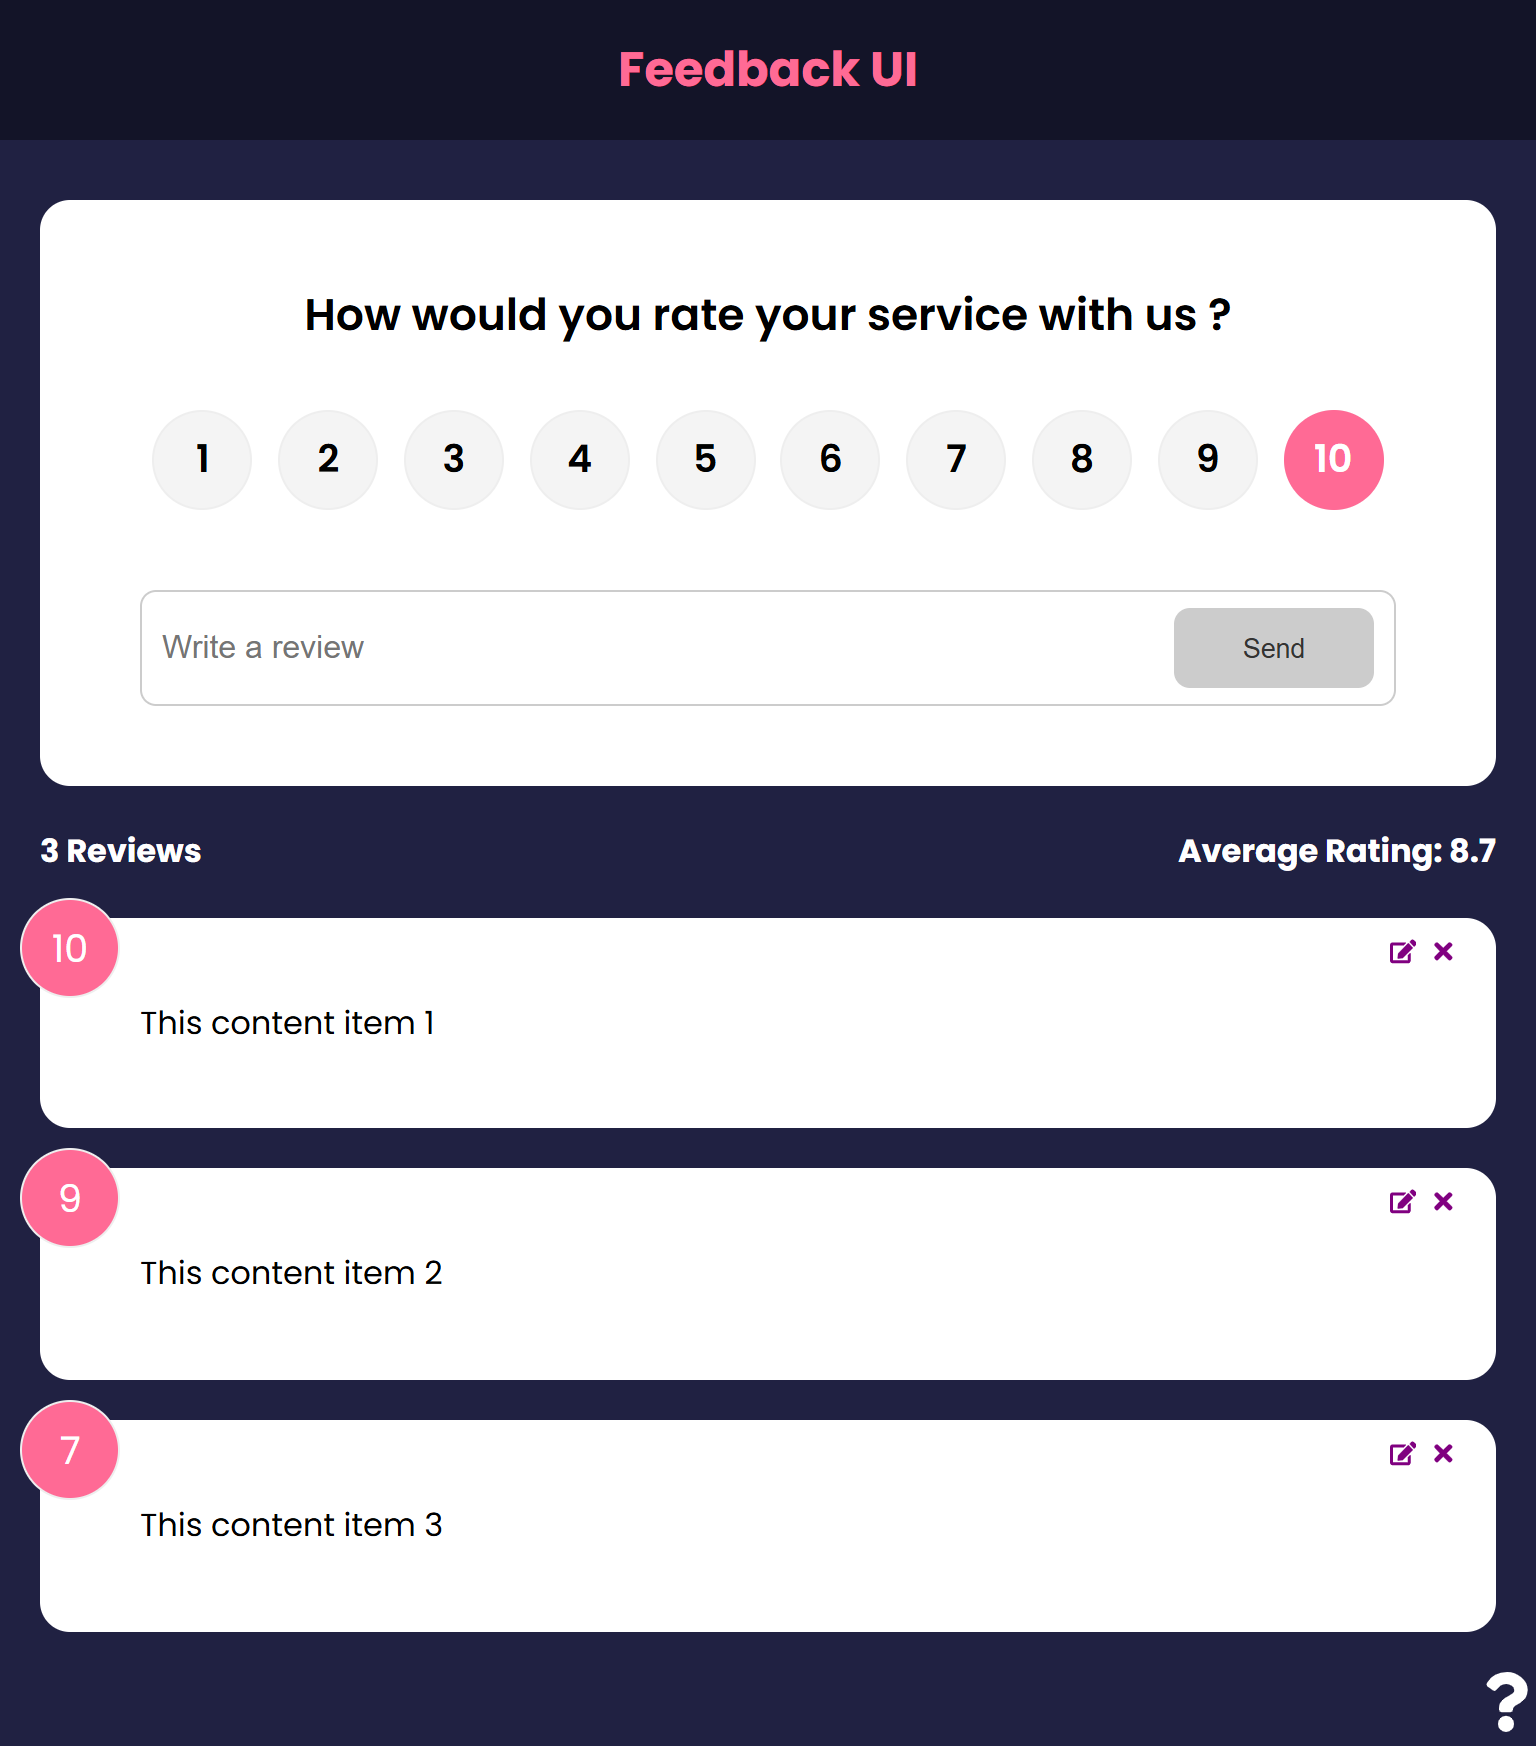 Feedback UI
How would you rate your service with us ?
1 2 3 4 5 6 7 8 9 10
Write a review
Send
3 Reviews
Average Rating: 8.7
10
This content item 1
9
This content item 2
7
This content item 3
?